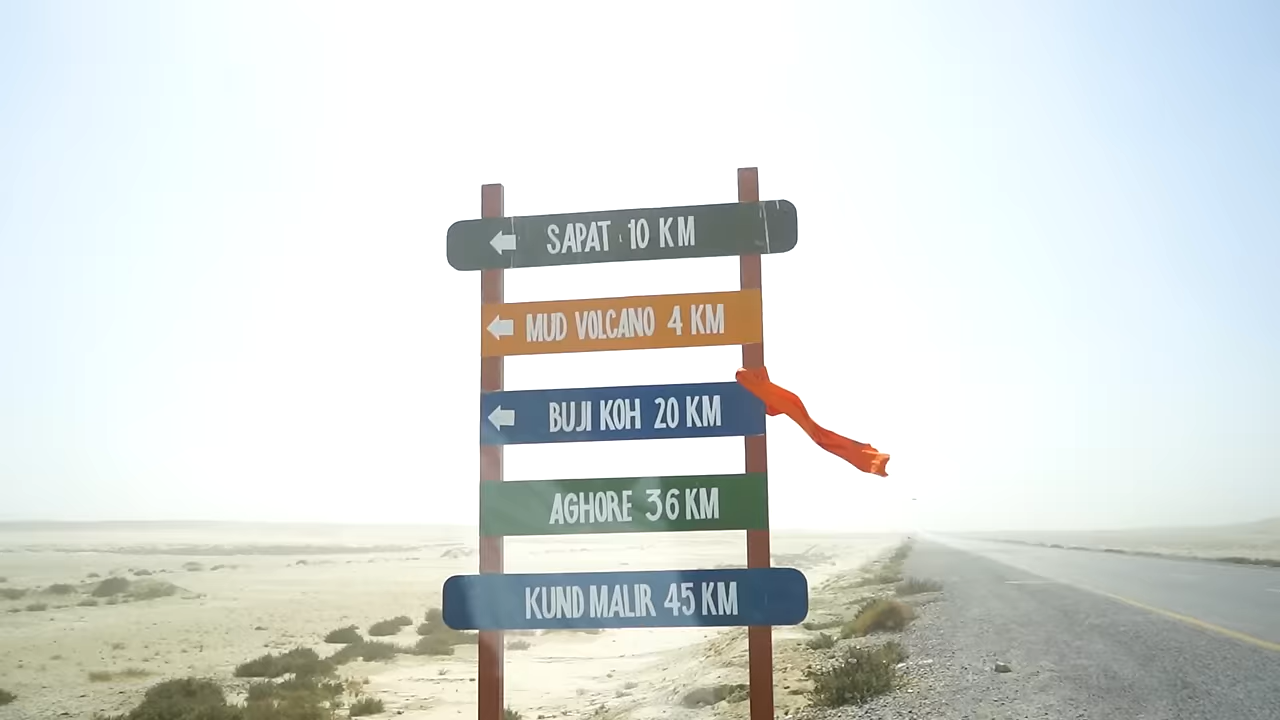 SAPAT 10 KM
MUD VOLCANO 4 KM
BUJI KOH 20 KM
AGHORE 36 KM
KUND MALIR 45 KM